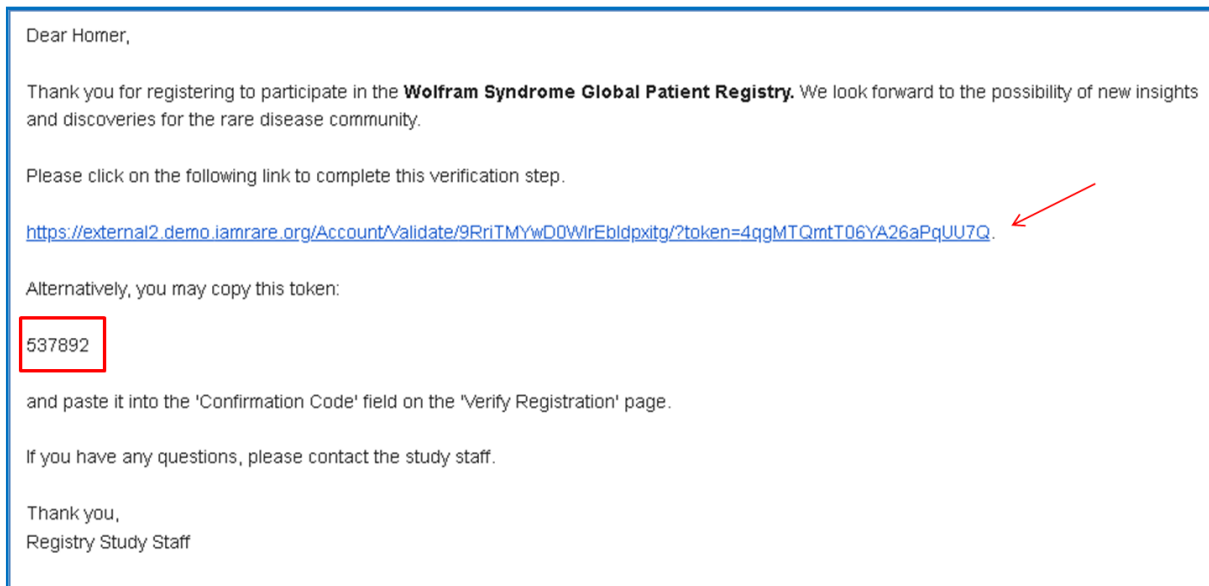 Dear Homer,
Thank you for registering to participate in the Wolfram Syndrome Global Patient Registry. We look forward to the possibility of new insights
and discoveries for the rare disease community.
Please click on the following link to complete this verification step.
https://external2.demo.iamrare.org/Account/Validate/9RriTMYwD0WIrEbldpxitg/?token=4qgMTQmtT06YA26aPqUU7Q.
Alternatively, you may copy this token:
537892
and paste it into the 'Confirmation Code' field on the 'Verify Registration' page.
If you have any questions, please contact the study staff.
Thank you,
Registry Study Staff